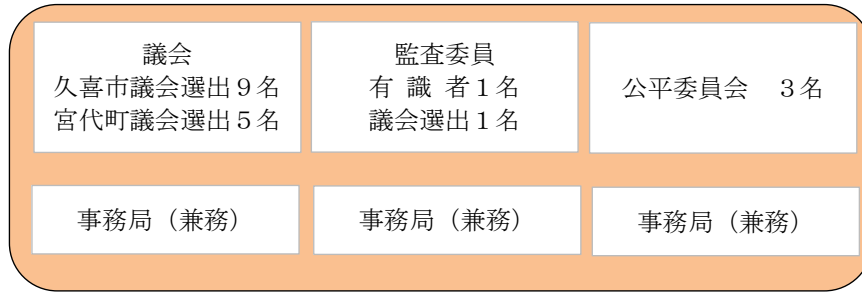 議会
久喜市議会選出９名
宮代町議会選出５名
監査委員
有 識 者１名
議会選出１名
公平委員会　３名
事務局（兼務）
事務局（兼務）
事務局（兼務）